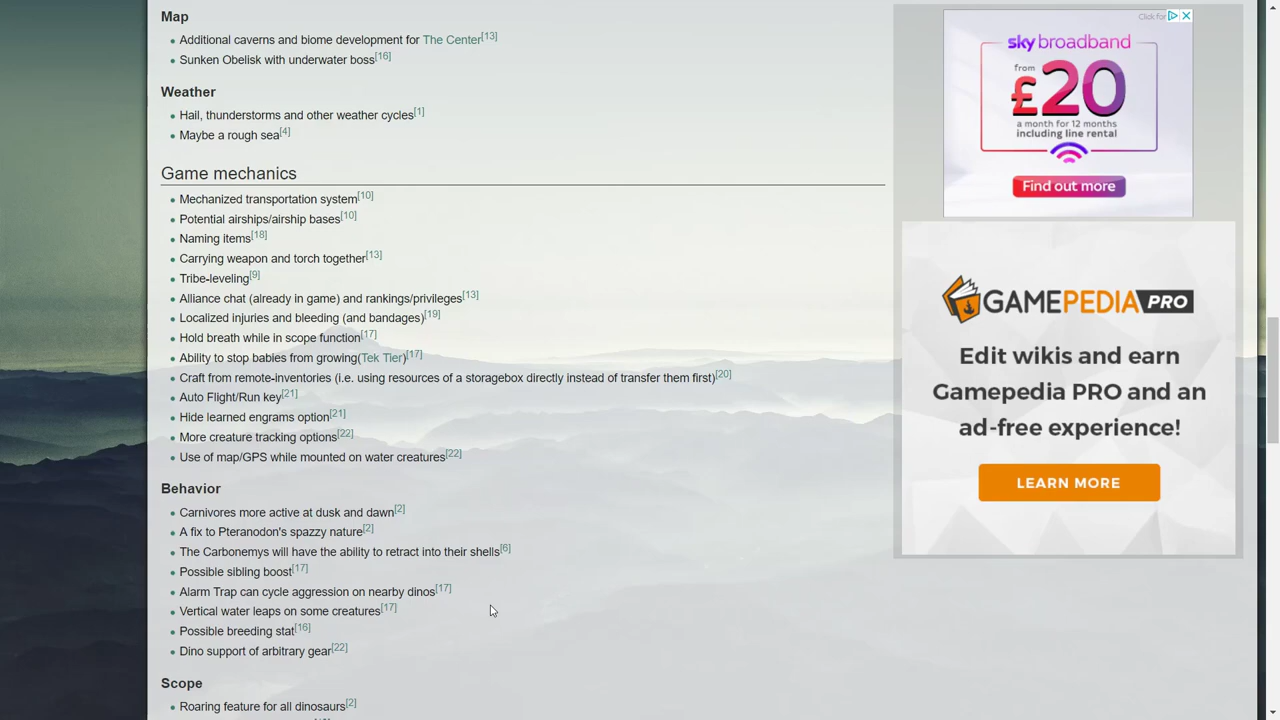 Map
Additional caverns and biome development for The Center[13]
Sunken Obelisk with underwater boss[16]
Weather
Hail, thunderstorms and other weather cycles[1]
Maybe a rough sea[4]
Game mechanics
Mechanized transportation system[10]
Potential airships/airship bases[10]
Naming items[18]
Carrying weapon and torch together[13]
Tribe-leveling[9]
Alliance chat (already in game) and rankings/privileges[13]
Localized injuries and bleeding (and bandages)[19]
Hold breath while in scope function[17]
Ability to stop babies from growing(Tek Tier)[17]
Craft from remote-inventories (i.e. using resources of a storagebox directly instead of transfer them first)[20]
Auto Flight/Run key[21]
Hide learned engrams option[21]
More creature tracking options[22]
Use of map/GPS while mounted on water creatures[22]
Behavior
Carnivores more active at dusk and dawn[2]
A fix to Pteranodon's spazzy nature[2]
The Carbonemys will have the ability to retract into their shells[6]
Possible sibling boost[17]
Alarm Trap can cycle aggression on nearby dinos[17]
Vertical water leaps on some creatures[17]
Possible breeding stat[16]
Dino support of arbitrary gear[22]
Scope
Roaring feature for all dinosaurs[2]
Click for
sky broadband
from
£20
a month for 12 months
including line rental
Find out more
GAMEPEDIA PRO
Edit wikis and earn
Gamepedia PRO and an
ad-free experience!
LEARN MORE